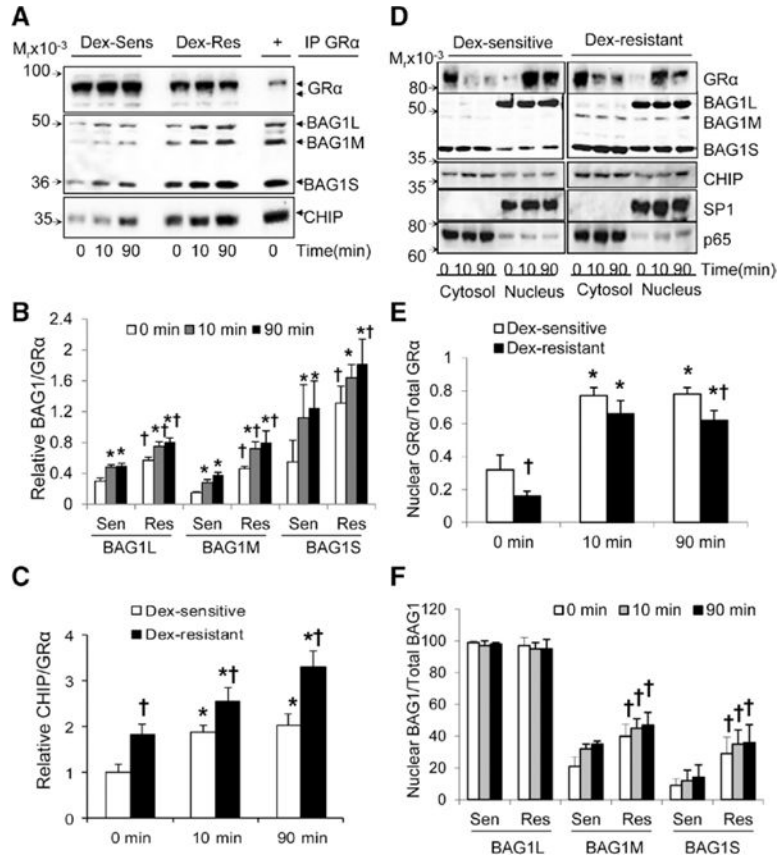 A
Mrx10-3 Dex-Sens Dex-Res + IP GRα
100
GRα
50
BAG1L
BAG1M
36
BAG1S
35
CHIP
0 10 90 0 10 90 0 Time(min)
B
0 min 10 min 90 min
Relative BAG1/GRα
2.4
2
1.6
1.2
0.8
0.4
0
** † *† *† ** † *† *† ** † * *†
Sen Res Sen Res Sen Res
BAG1L BAG1M BAG1S
C
Dex-sensitive
Dex-resistant
Relative CHIP/GRα
4
3
2
1
0
† * *† * *†
0 min 10 min 90 min
D
Mrx10-3 Dex-sensitive Dex-resistant
80
GRα
50
BAG1L
BAG1M
BAG1S
35
35
CHIP
SP1
80
p65
60
0 10 90 0 10 90 0 10 90 0 10 90 Time(min)
Cytosol Nucleus Cytosol Nucleus
E
Dex-sensitive
Dex-resistant
Nuclear GRα/Total GRα
1
0.8
0.6
0.4
0.2
0
† * * * *†
0 min 10 min 90 min
F
0 min 10 min 90 min
Nuclear BAG1/Total BAG1
120
100
80
60
40
20
0
† † † † † †
Sen Res Sen Res Sen Res
BAG1L BAG1M BAG1S